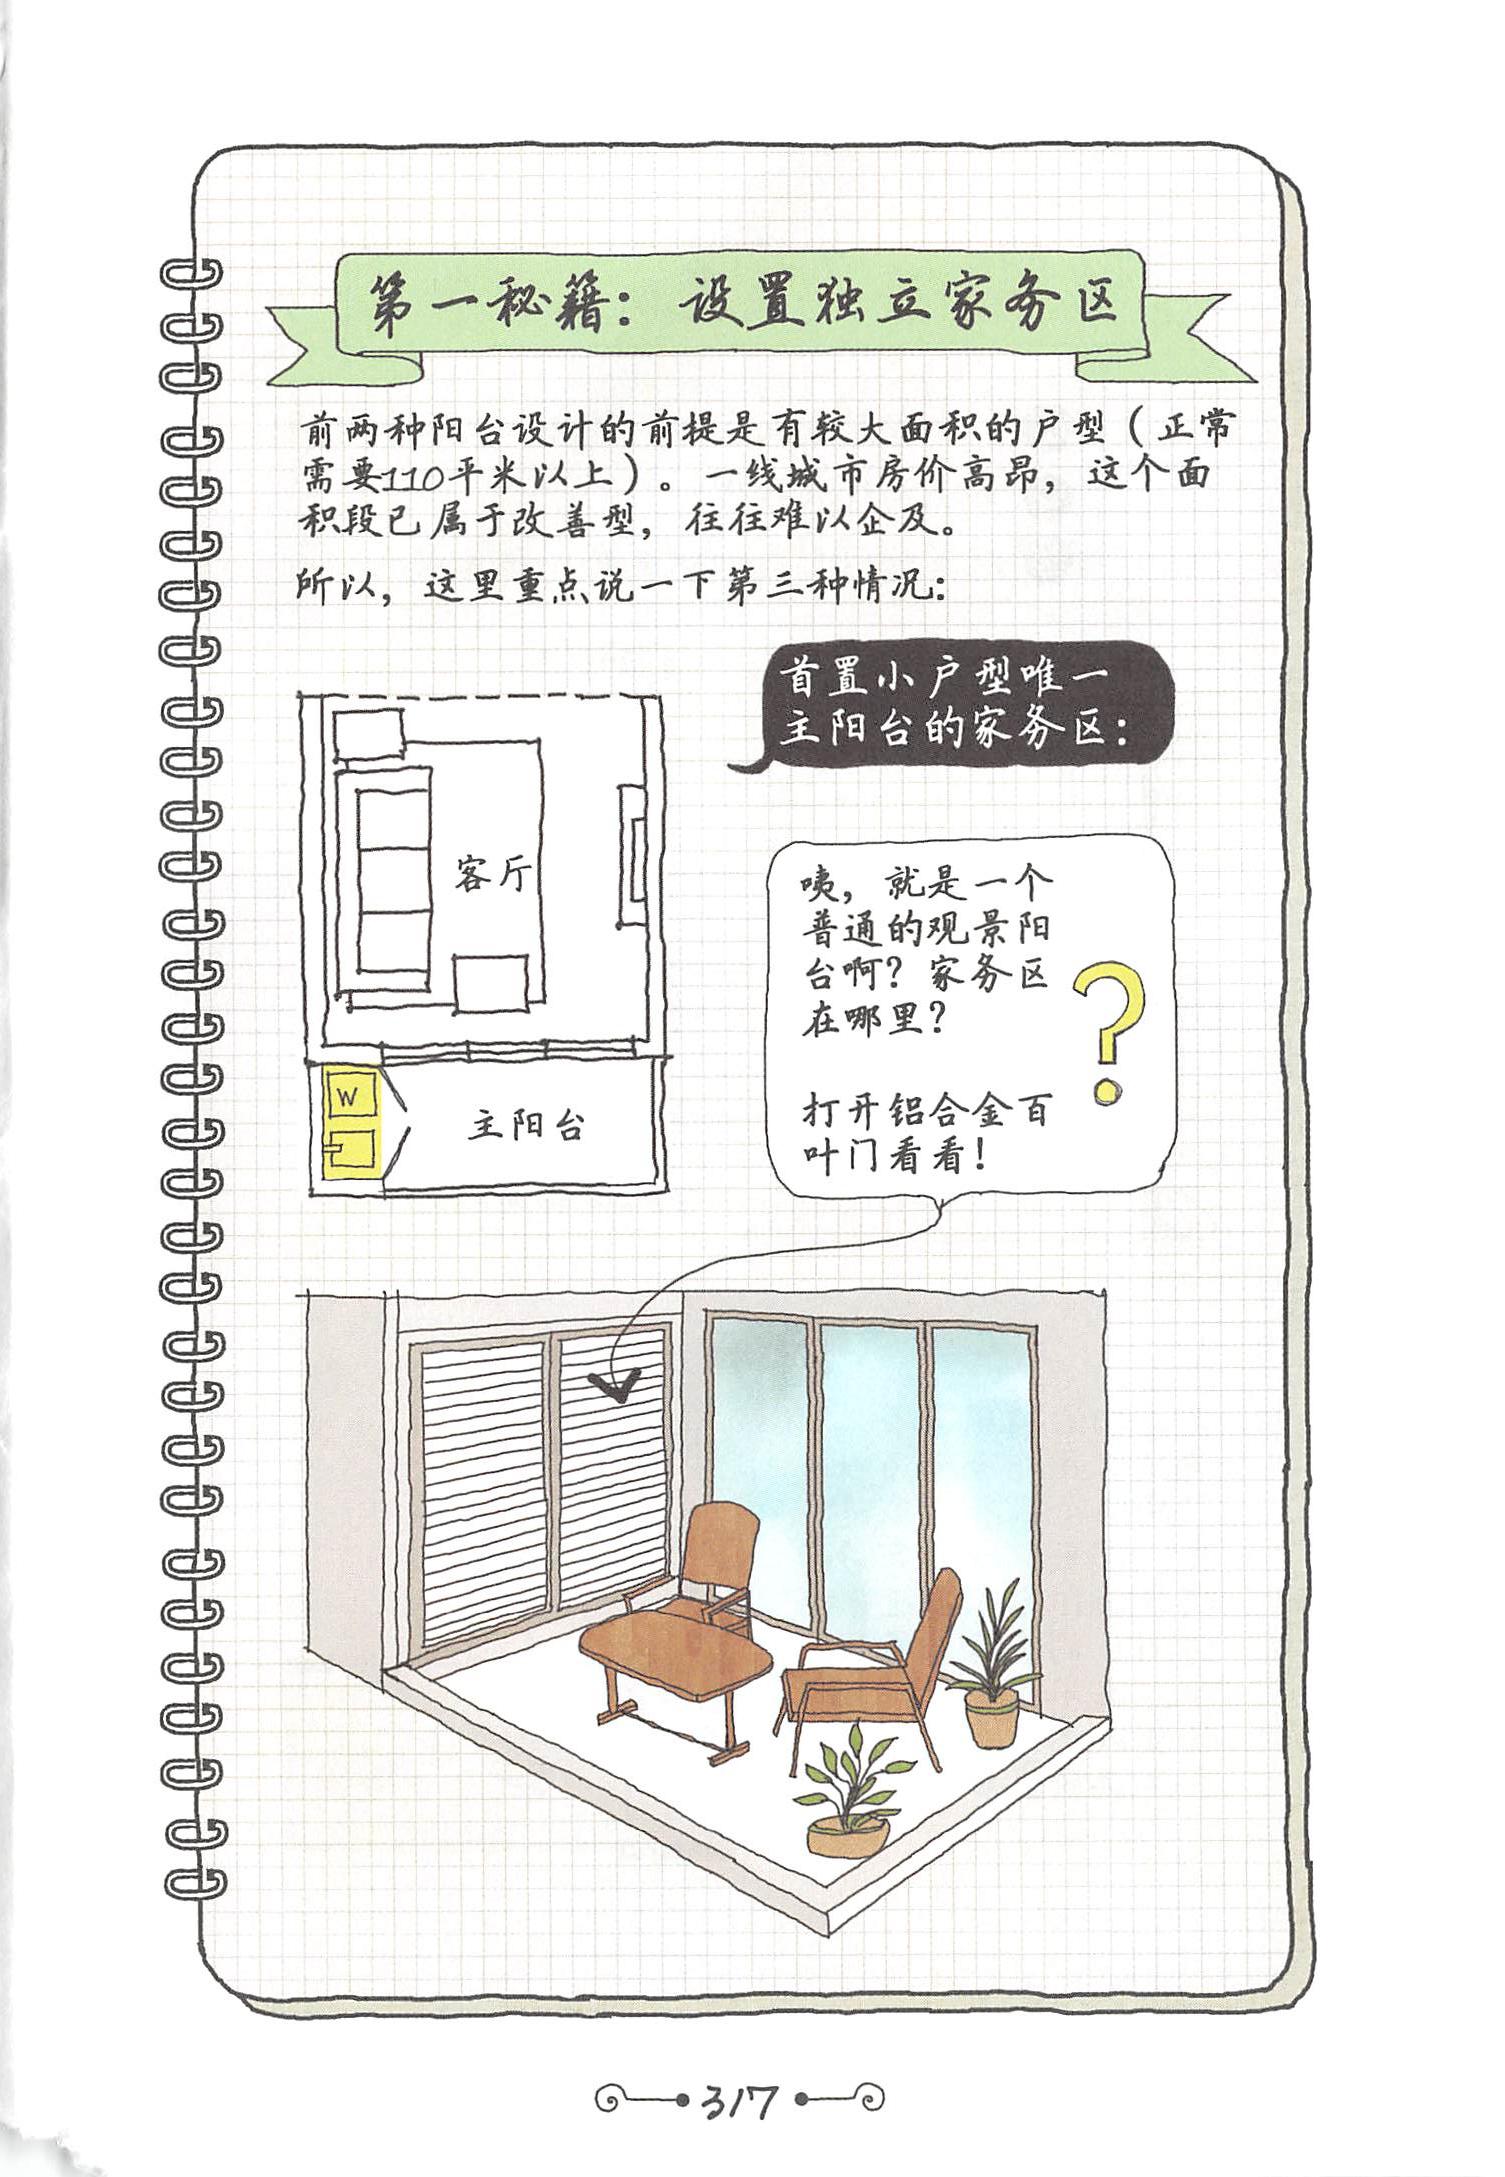 第一秘籍：设置独立家务区
前两种阳台设计的前提是有较大面积的户型（正常
需要110平米以上）。一线城市房价高昂，这个面
积段已属于改善型，往往难以企及。
所以，这里重点说一下第三种情况：
首置小户型唯一
主阳台的家务区：
客厅
W
主阳台
咦，就是一个
普通的观景阳
台啊？家务区
在哪里？
?
打开铝合金百
叶门看看！
317